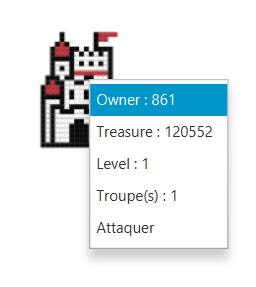 Owner : 861
Treasure : 120552
Level : 1
Troupe(s) : 1
Attaquer